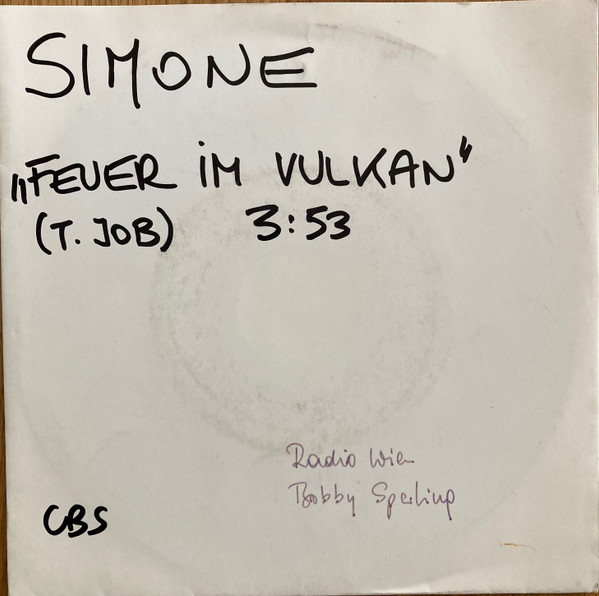 SIMONE
„FEUER iM VULKAN“
(T. JOB) 3:53
Radio Wien
Bobby Sperling
CBS